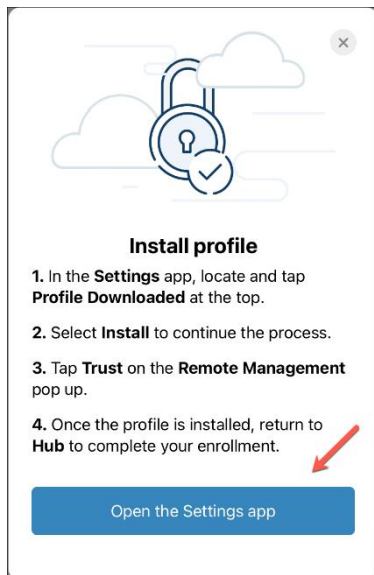 Install profile
1. In the Settings app, locate and tap
Profile Downloaded at the top.
2. Select Install to continue the process.
3. Tap Trust on the Remote Management
pop up.
4. Once the profile is installed, return to
Hub to complete your enrollment.
Open the Settings app